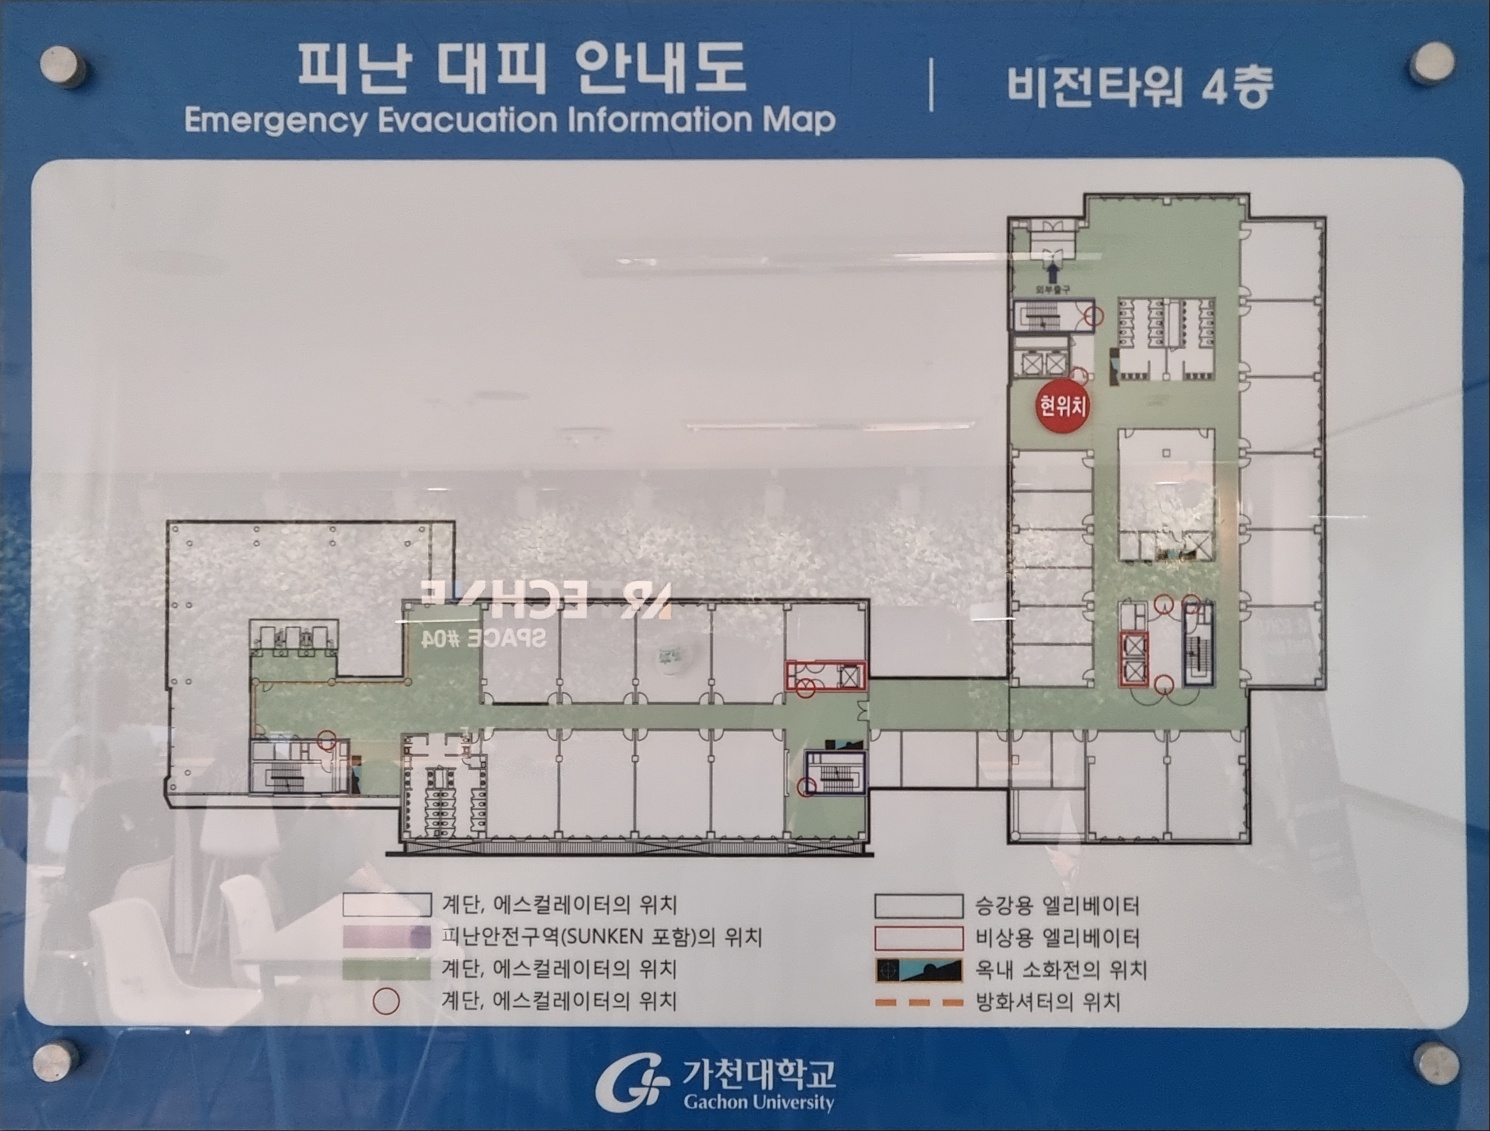 피난 대피 안내도
Emergency Evacuation Information Map
비전타워 4층
외부출구
현위치
ARTECHNE
SPACE #04
계단, 에스컬레이터의 위치
피난안전구역(SUNKEN 포함)의 위치
계단, 에스컬레이터의 위치
계단, 에스컬레이터의 위치
승강용 엘리베이터
비상용 엘리베이터
옥내 소화전의 위치
방화셔터의 위치
가천대학교
Gachon University